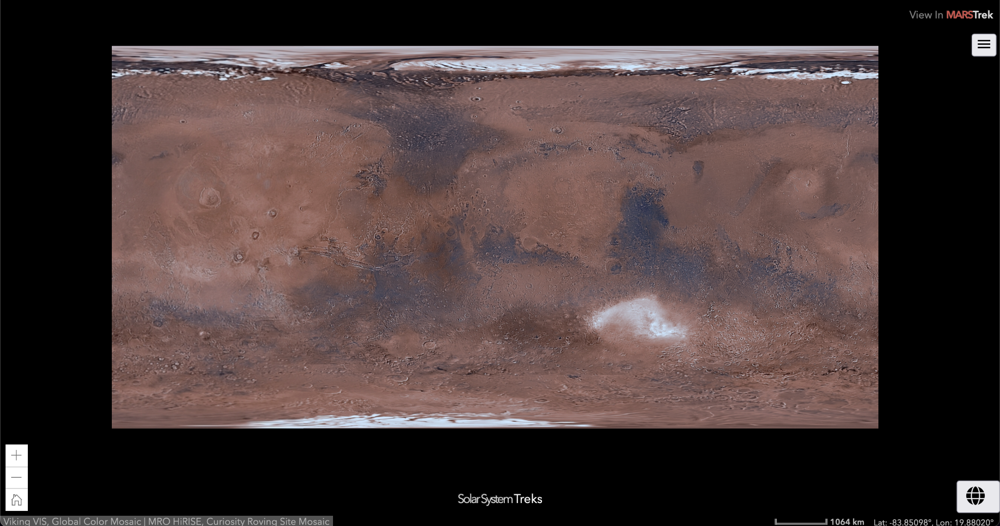 View In MARSTrek
Solar System Treks
Viking VIS, Global Color Mosaic | MRO HiRISE, Curiosity Roving Site Mosaic
1064 km
Lat: -83.85098°, Lon: 19.88020°